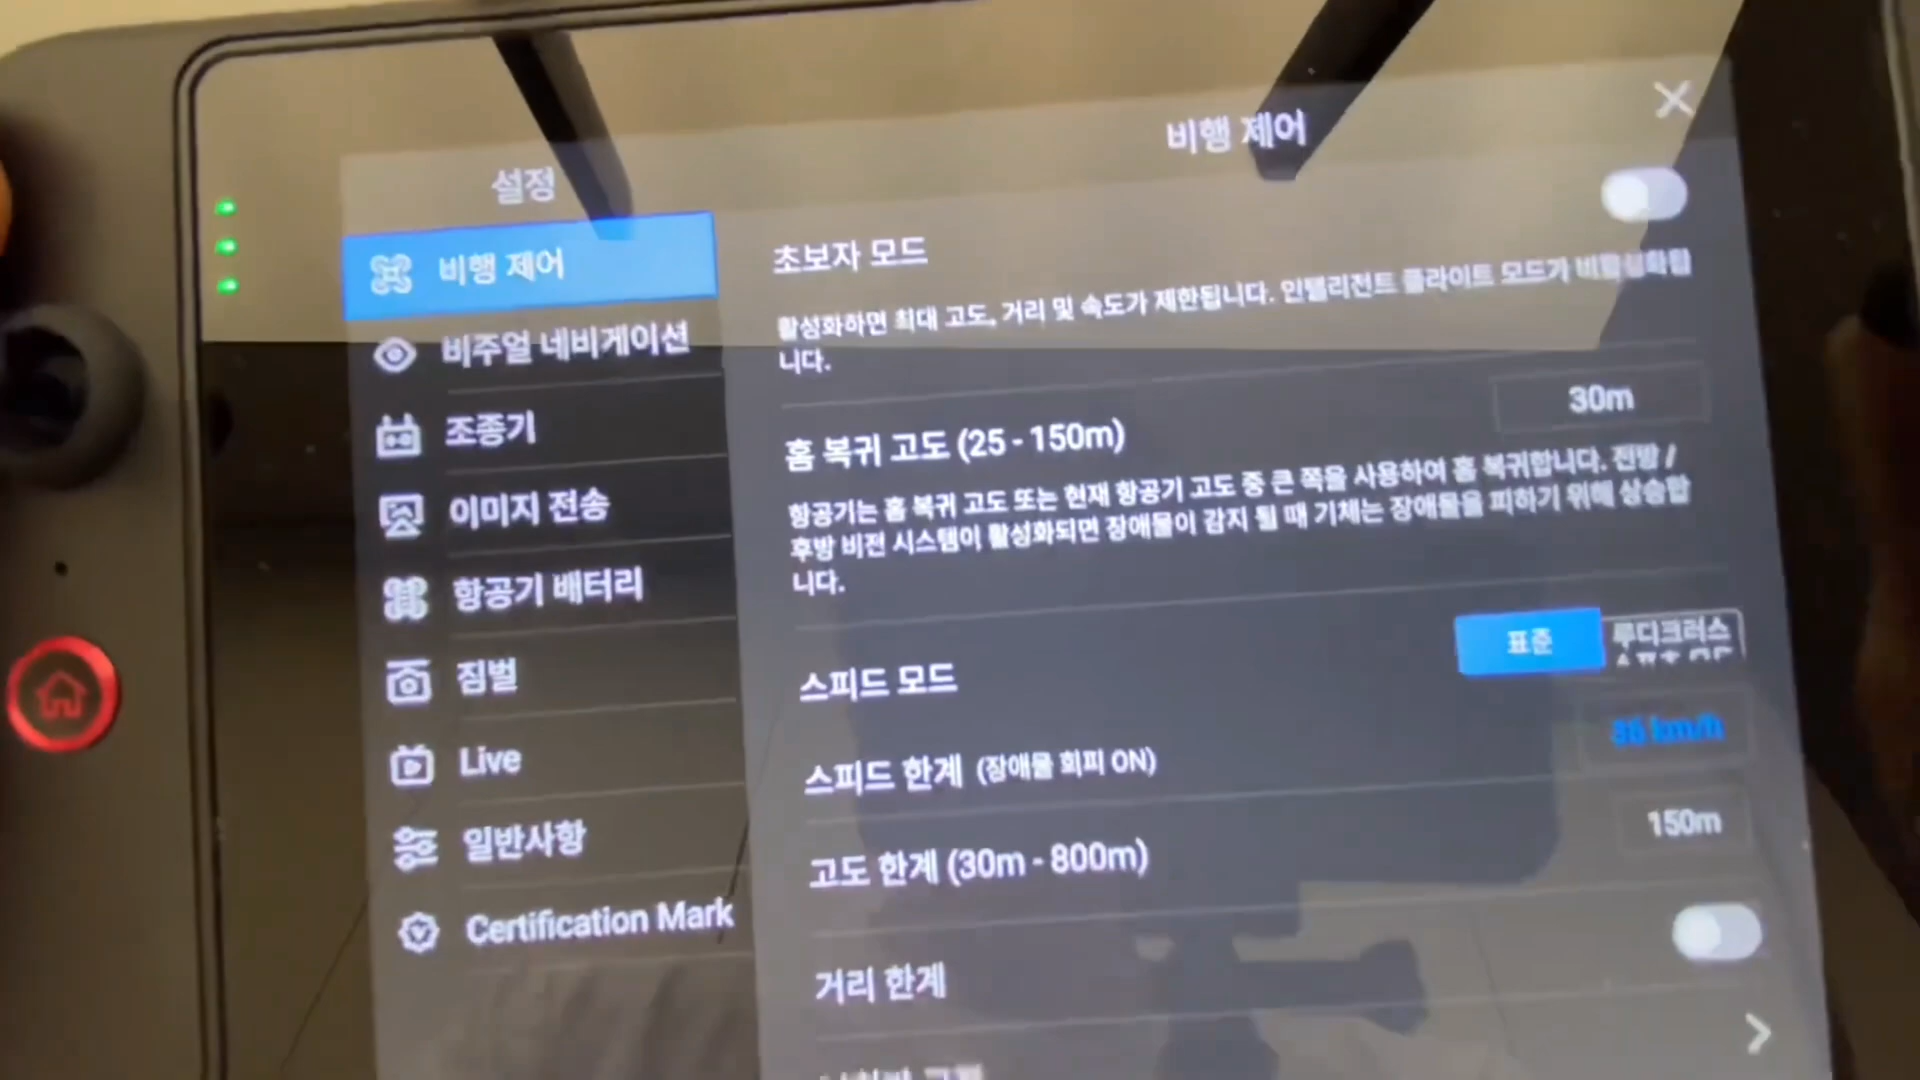 설정
비행 제어
비주얼 네비게이션
조종기
이미지 전송
항공기 배터리
짐벌
Live
일반사항
Certification Mark
비행 제어
초보자 모드
활성화하면 최대 고도, 거리 및 속도가 제한됩니다. 인텔리전트 플라이트 모드가 비활성화됩
니다.
홈 복귀 고도 (25 - 150m)
30m
항공기는 홈 복귀 고도 또는 현재 항공기 고도 중 큰 쪽을 사용하여 홈 복귀합니다. 전방 /
후방 비전 시스템이 활성화되면 장애물이 감지 될 때 기체는 장애물을 피하기 위해 상승합
니다.
스피드 모드
표준
루디크러스
스피드 한계 (장애물 회피 ON)
km/h
고도 한계 (30m - 800m)
150m
거리 한계